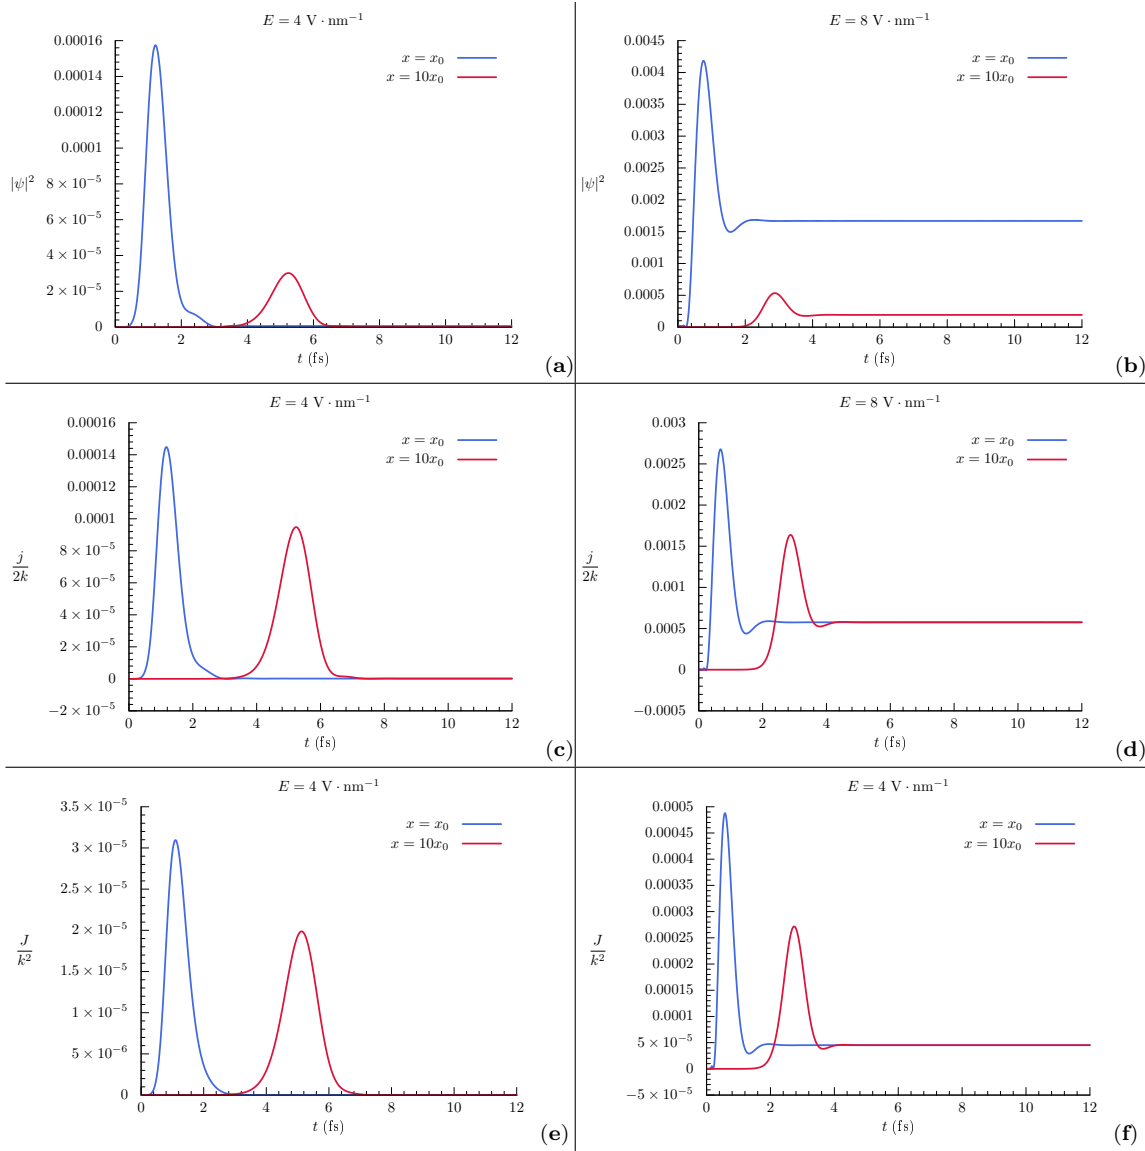 E = 4 V · nm⁻¹
0.00016
0.00014
0.00012
0.0001
8 × 10⁻⁵
6 × 10⁻⁵
4 × 10⁻⁵
2 × 10⁻⁵
0
|ψ|²
x = x₀
x = 10x₀
0 2 4 6 8 10 12
t (fs)
(a)
E = 8 V · nm⁻¹
0.0045
0.004
0.0035
0.003
0.0025
0.002
0.0015
0.001
0.0005
0
|ψ|²
x = x₀
x = 10x₀
0 2 4 6 8 10 12
t (fs)
(b)
E = 4 V · nm⁻¹
0.00016
0.00014
0.00012
0.0001
8 × 10⁻⁵
6 × 10⁻⁵
4 × 10⁻⁵
2 × 10⁻⁵
0
−2 × 10⁻⁵
j
2k
x = x₀
x = 10x₀
0 2 4 6 8 10 12
t (fs)
(c)
E = 8 V · nm⁻¹
0.003
0.0025
0.002
0.0015
0.001
0.0005
0
−0.0005
j
2k
x = x₀
x = 10x₀
0 2 4 6 8 10 12
t (fs)
(d)
E = 4 V · nm⁻¹
3.5 × 10⁻⁵
3 × 10⁻⁵
2.5 × 10⁻⁵
2 × 10⁻⁵
1.5 × 10⁻⁵
1 × 10⁻⁵
5 × 10⁻⁶
0
J
k²
x = x₀
x = 10x₀
0 2 4 6 8 10 12
t (fs)
(e)
E = 4 V · nm⁻¹
0.0005
0.00045
0.0004
0.00035
0.0003
0.00025
0.0002
0.00015
0.0001
5 × 10⁻⁵
0
−5 × 10⁻⁵
J
k²
x = x₀
x = 10x₀
0 2 4 6 8 10 12
t (fs)
(f)